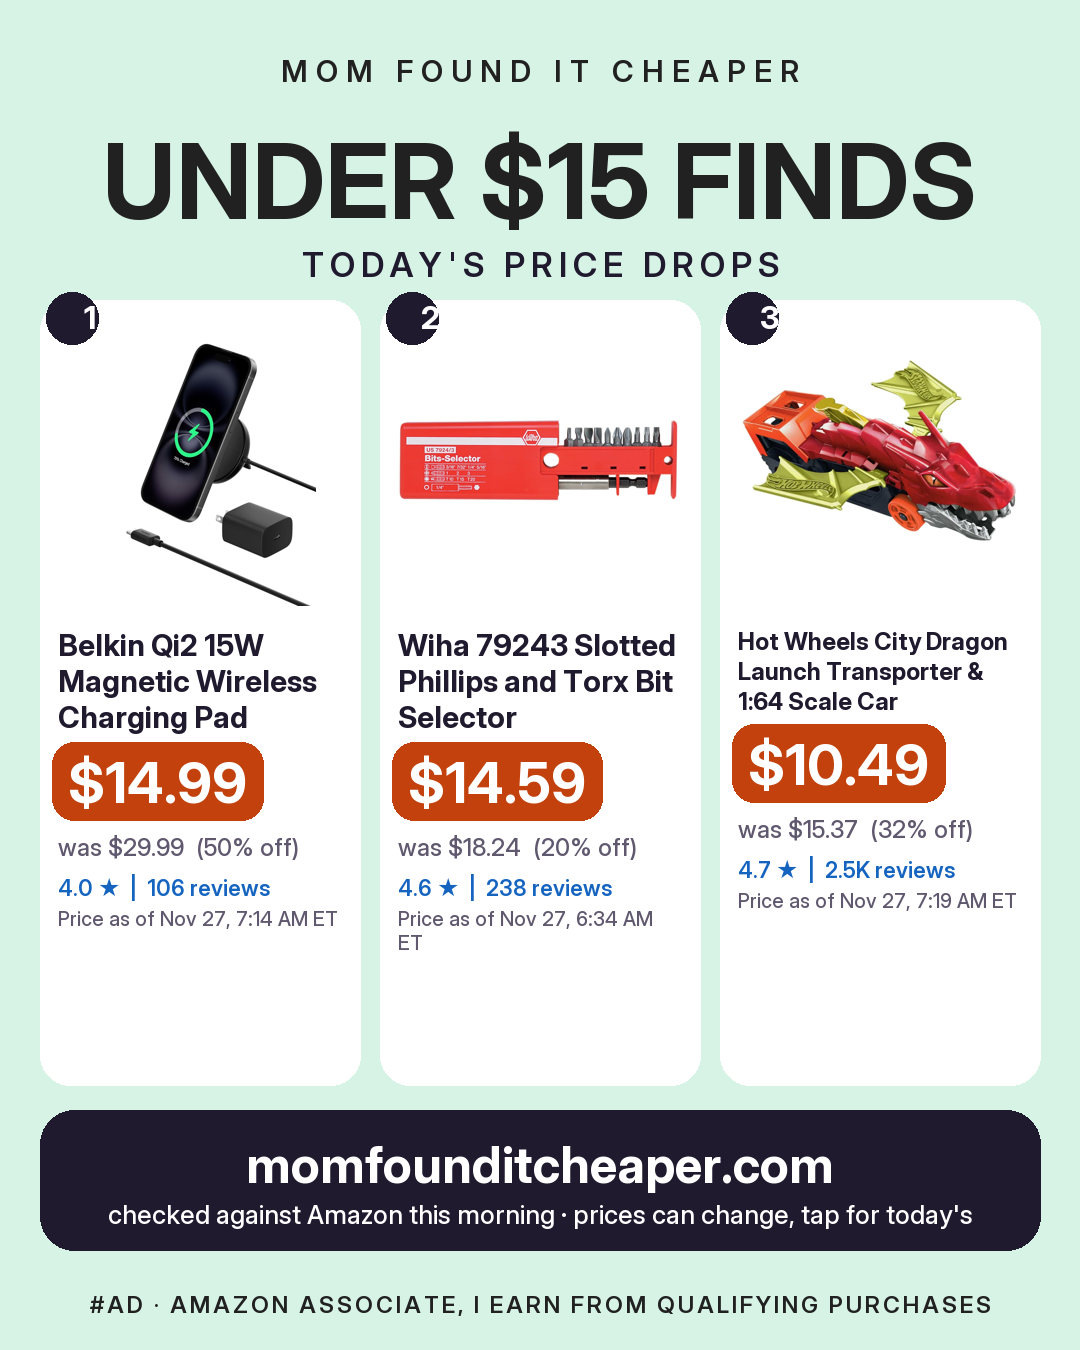 MOM FOUND IT CHEAPER
UNDER $15 FINDS
TODAY'S PRICE DROPS
1
Belkin Qi2 15W
Magnetic Wireless
Charging Pad
$14.99
was $29.99 (50% off)
4.0 ★ | 106 reviews
Price as of Nov 27, 7:14 AM ET
2
US 7924/3
Bits-Selector
Wiha 79243 Slotted
Phillips and Torx Bit
Selector
$14.59
was $18.24 (20% off)
4.6 ★ | 238 reviews
Price as of Nov 27, 6:34 AM
ET
3
Hot Wheels City Dragon
Launch Transporter &
1:64 Scale Car
$10.49
was $15.37 (32% off)
4.7 ★ | 2.5K reviews
Price as of Nov 27, 7:19 AM ET
momfounditcheaper.com
checked against Amazon this morning · prices can change, tap for today's
#AD · AMAZON ASSOCIATE, I EARN FROM QUALIFYING PURCHASES